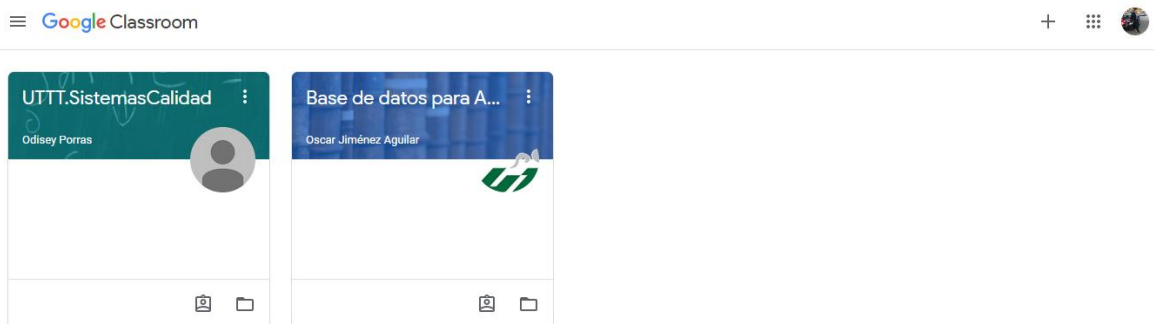 Google Classroom
UTTT.SistemasCalidad
Odisey Porras
Base de datos para A...
Oscar Jiménez Aguilar